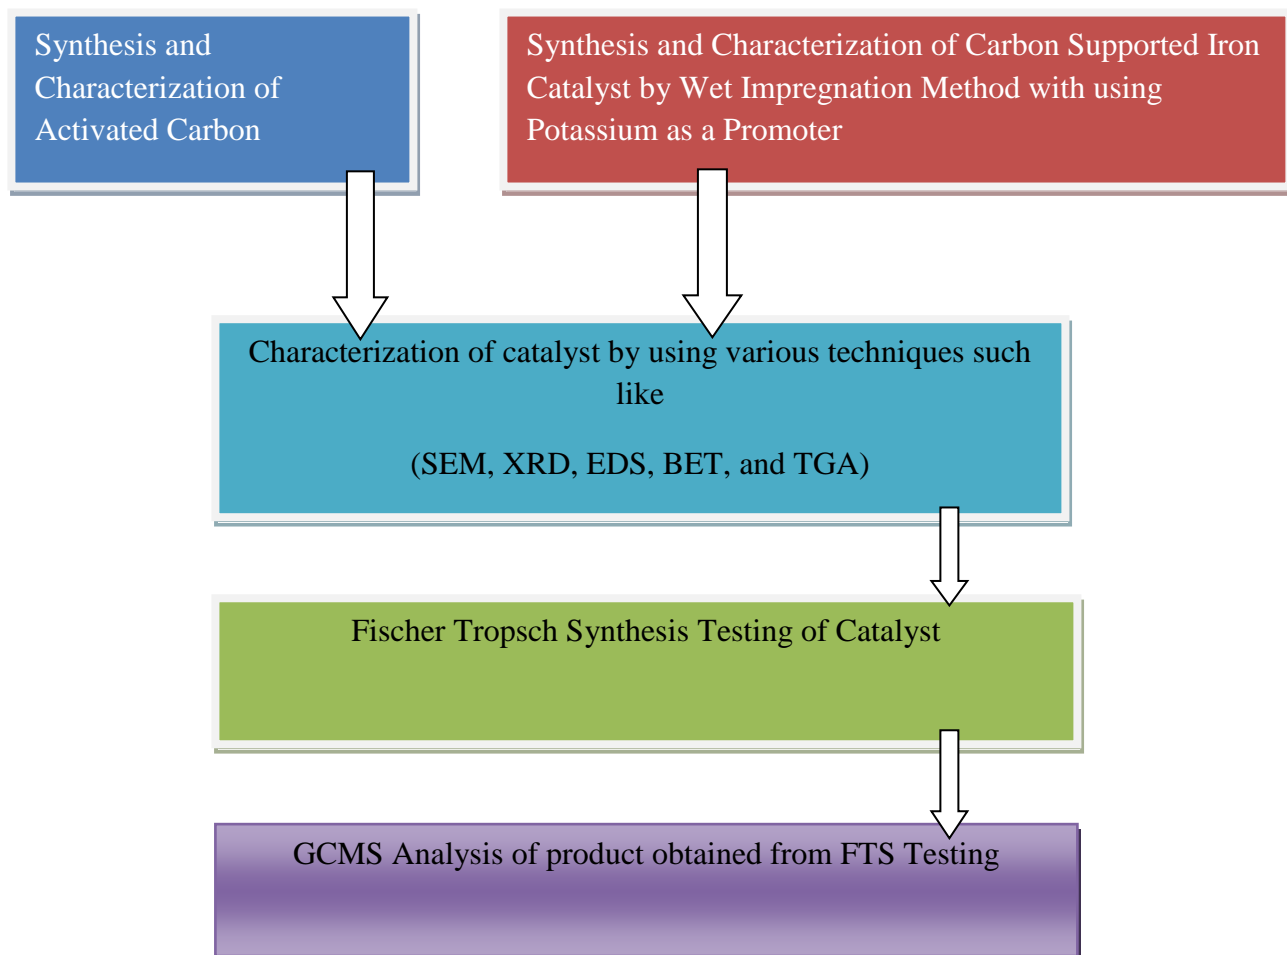 Synthesis and
Characterization of
Activated Carbon
Synthesis and Characterization of Carbon Supported Iron
Catalyst by Wet Impregnation Method with using
Potassium as a Promoter
Characterization of catalyst by using various techniques such
like
(SEM, XRD, EDS, BET, and TGA)
Fischer Tropsch Synthesis Testing of Catalyst
GCMS Analysis of product obtained from FTS Testing